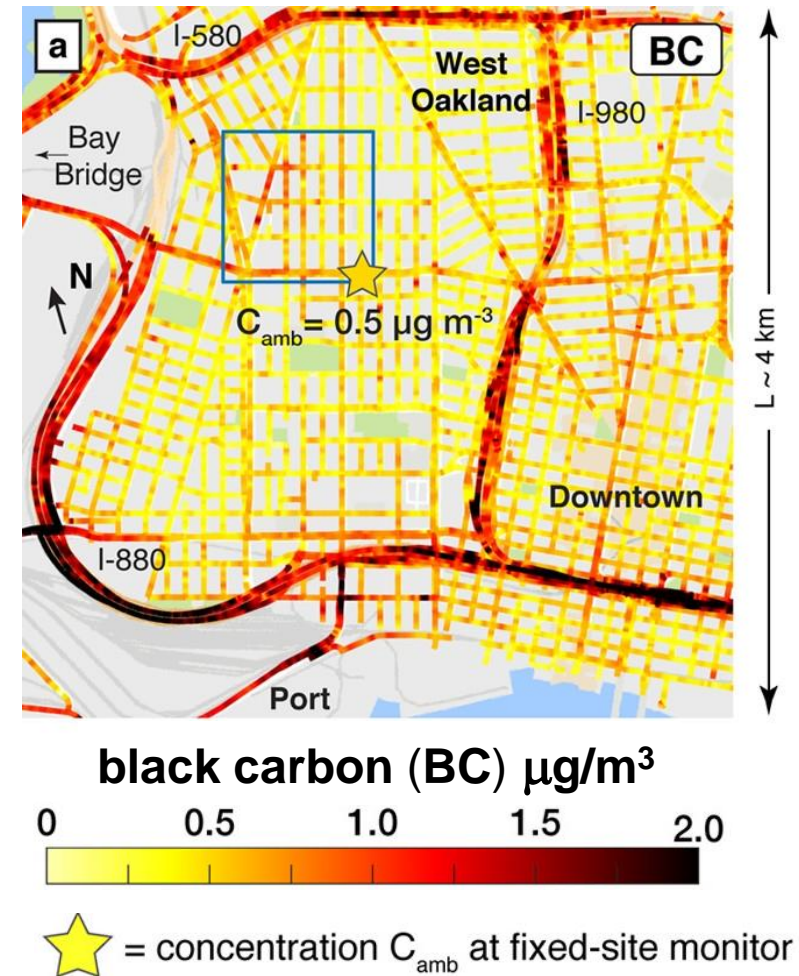 a
I-580
West
Oakland
BC
I-980
Bay
Bridge
N
C_amb = 0.5 µg m⁻³
L ~ 4 km
Downtown
I-880
Port
black carbon (BC) µg/m³
0 0.5 1.0 1.5 2.0
= concentration C_amb at fixed-site monitor